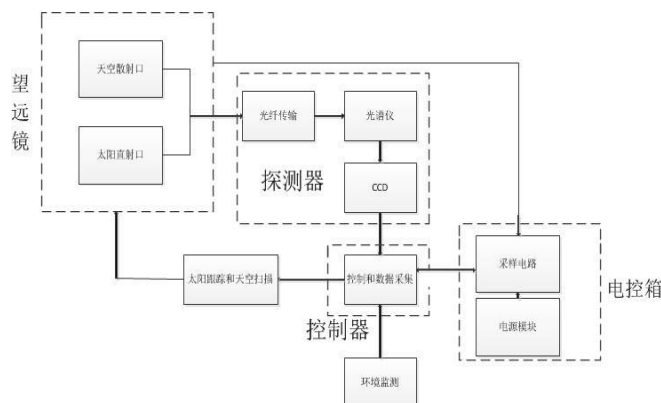 望远镜
天空散射口
太阳直射口
光纤传输
光谱仪
探测器
CCD
太阳跟踪和天空扫描
控制和数据采集
控制器
采样电路
电源模块
电控箱
环境监测